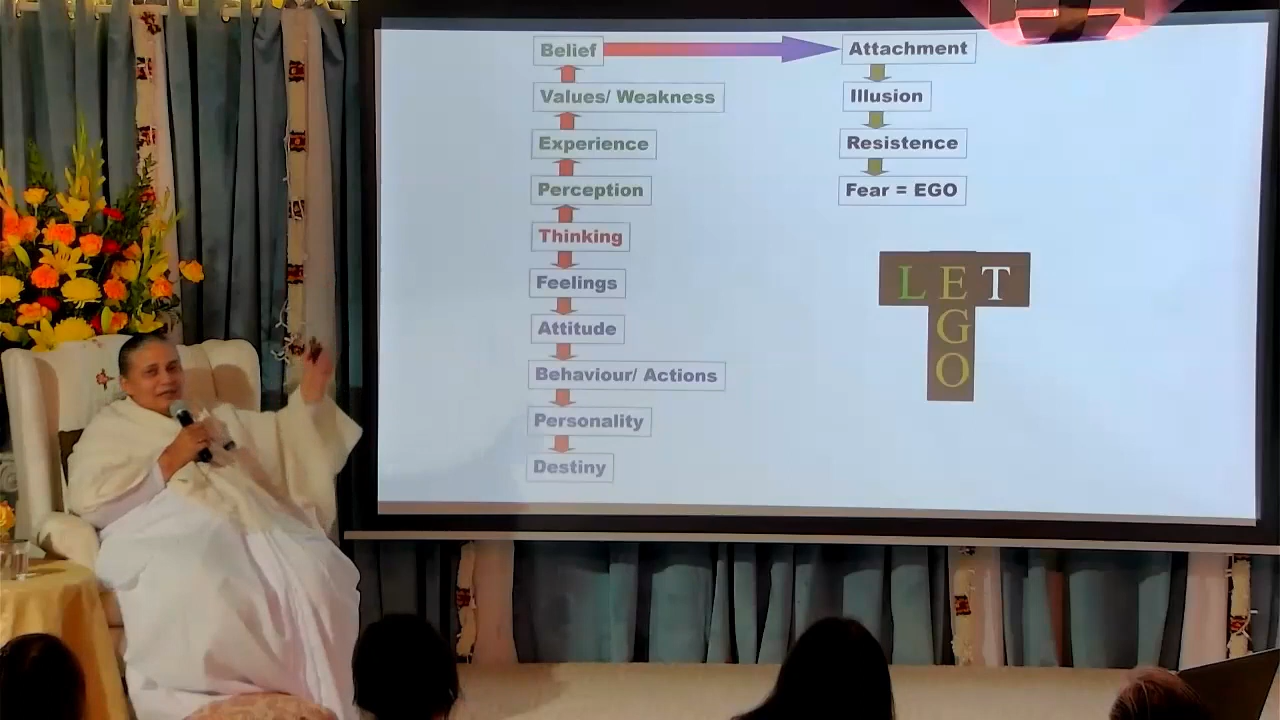 Belief
Values/ Weakness
Experience
Perception
Thinking
Feelings
Attitude
Behaviour/ Actions
Personality
Destiny
Attachment
Illusion
Resistence
Fear = EGO
LET
G
O